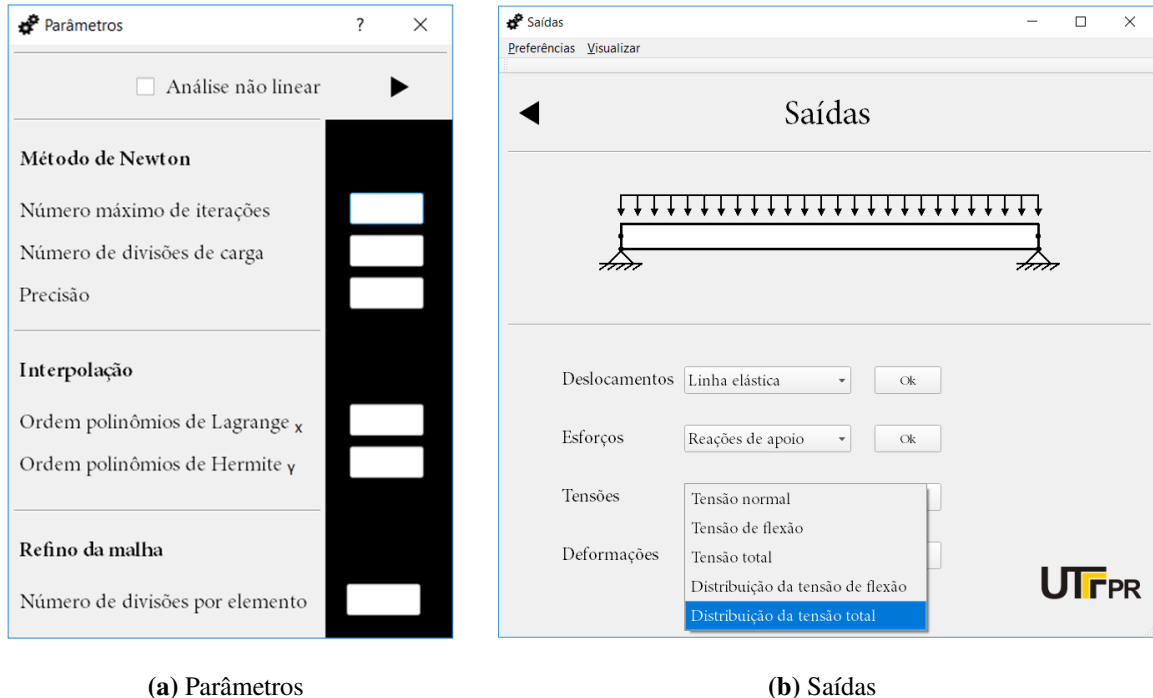 Parâmetros ? ×
Análise não linear
Método de Newton
Número máximo de iterações
Número de divisões de carga
Precisão
Interpolação
Ordem polinômios de Lagrange x
Ordem polinômios de Hermite y
Refino da malha
Número de divisões por elemento
(a) Parâmetros
Saídas
Preferências Visualizar
Saídas
Deslocamentos Linha elástica Ok
Esforços Reações de apoio Ok
Tensões
Tensão normal
Tensão de flexão
Deformações
Tensão total
Distribuição da tensão de flexão
Distribuição da tensão total
UTFPR
(b) Saídas